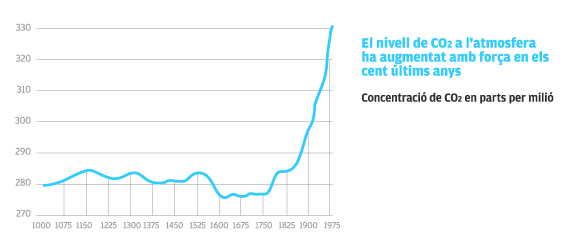 330
320
310
300
290
280
270
1000 1075 1150 1225 1300 1375 1450 1525 1600 1675 1750 1825 1900 1975
El nivell de CO₂ a l’atmosfera
ha augmentat amb força en els
cent últims anys
Concentració de CO₂ en parts per milió